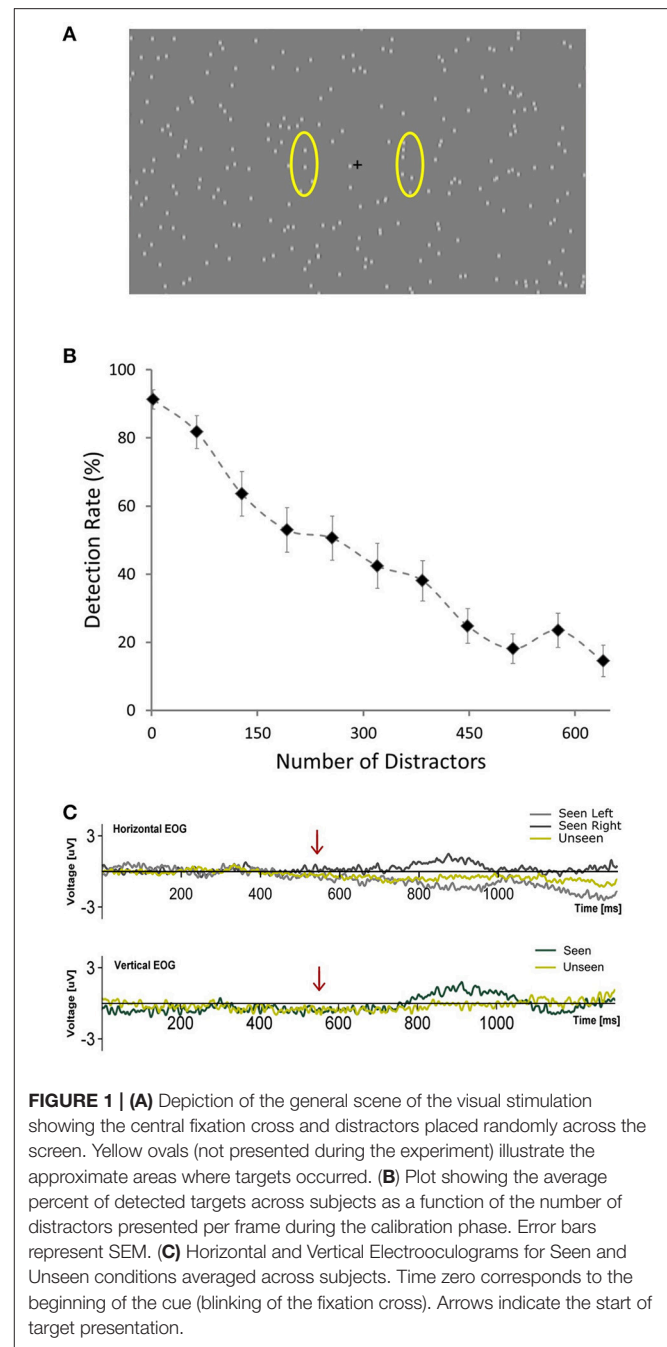 A
B
100
80
60
40
20
0
Detection Rate (%)
0 150 300 450 600
Number of Distractors
C
Horizontal EOG
Seen Left
Seen Right
Unseen
3
-3
Voltage [uV]
200 400 600 800 1000
Time [ms]
Vertical EOG
Seen
Unseen
3
-3
Voltage [uV]
200 400 600 800 1000
Time [ms]
FIGURE 1 | (A) Depiction of the general scene of the visual stimulation
showing the central fixation cross and distractors placed randomly across the
screen. Yellow ovals (not presented during the experiment) illustrate the
approximate areas where targets occurred. (B) Plot showing the average
percent of detected targets across subjects as a function of the number of
distractors presented per frame during the calibration phase. Error bars
represent SEM. (C) Horizontal and Vertical Electrooculograms for Seen and
Unseen conditions averaged across subjects. Time zero corresponds to the
beginning of the cue (blinking of the fixation cross). Arrows indicate the start of
target presentation.